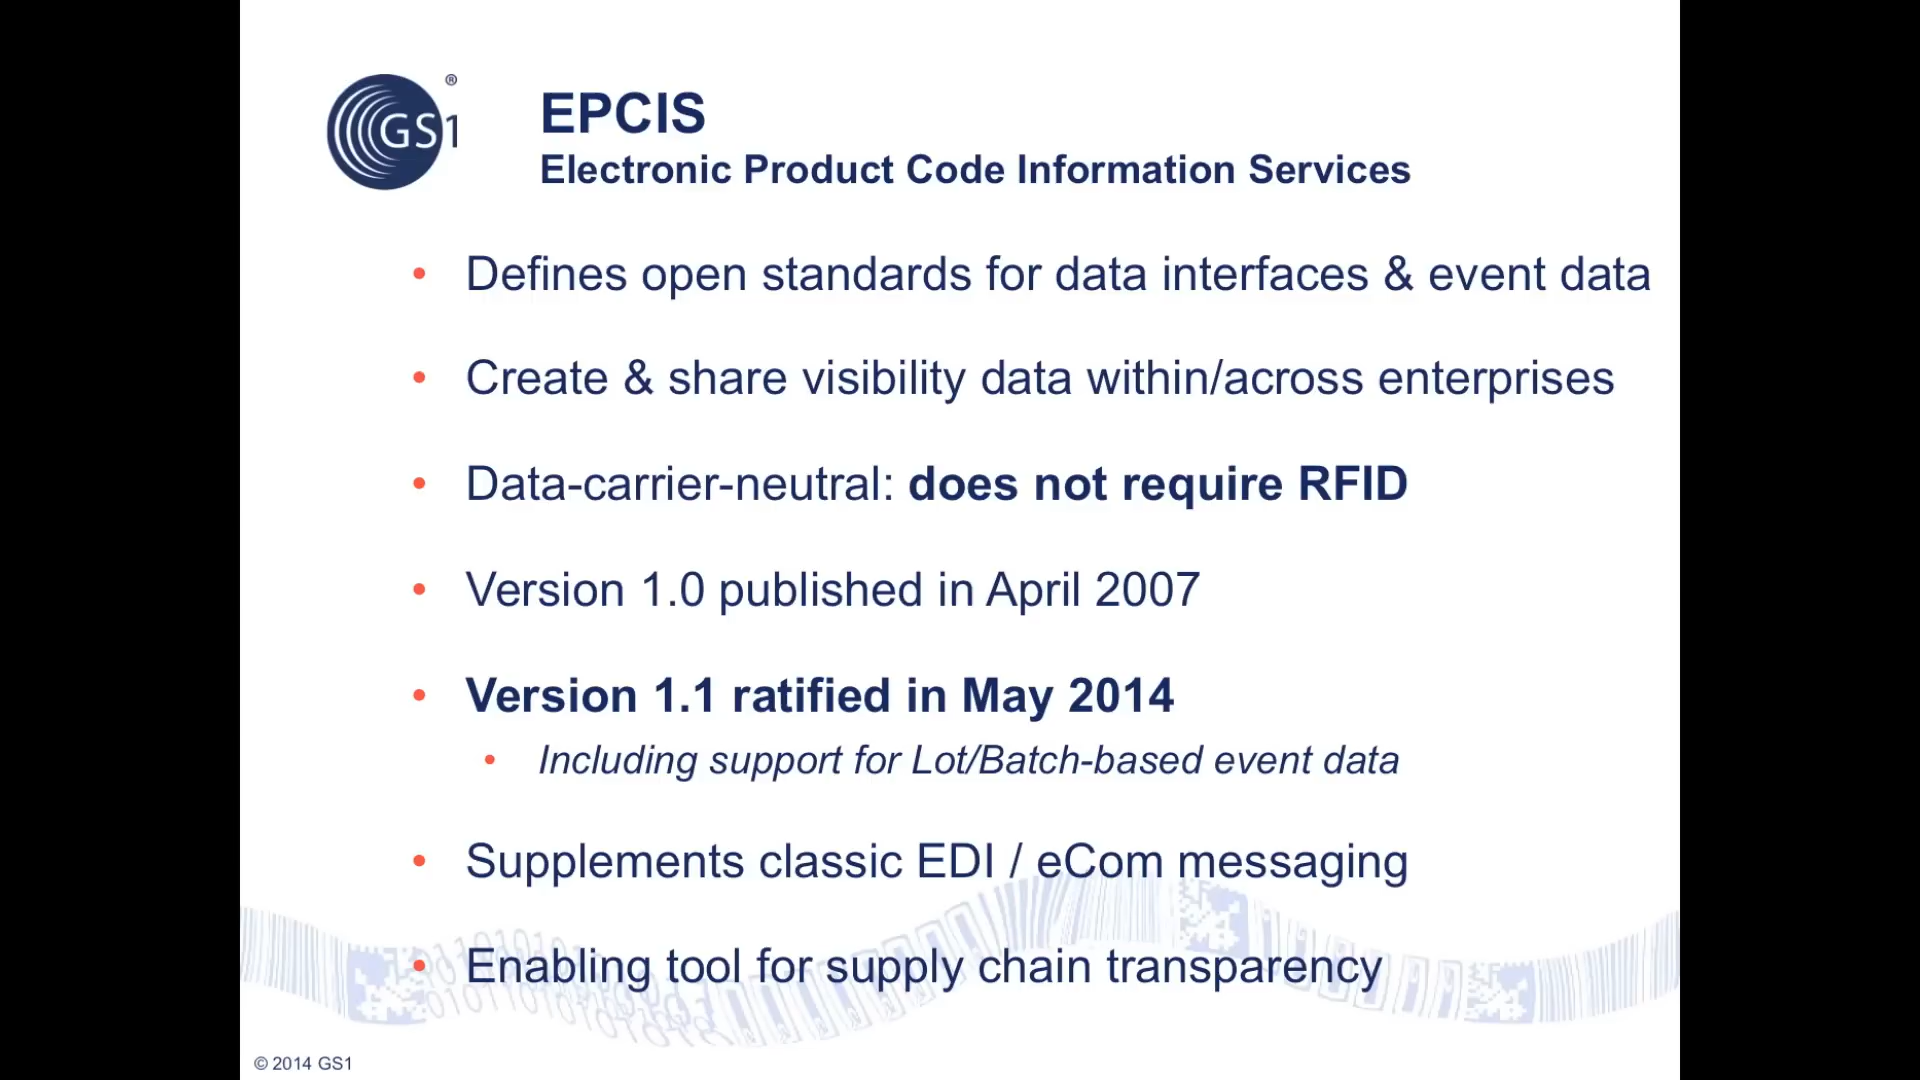 GS1®
EPCIS
Electronic Product Code Information Services
• Defines open standards for data interfaces & event data
• Create & share visibility data within/across enterprises
• Data-carrier-neutral: does not require RFID
• Version 1.0 published in April 2007
• Version 1.1 ratified in May 2014
• Including support for Lot/Batch-based event data
• Supplements classic EDI / eCom messaging
• Enabling tool for supply chain transparency
© 2014 GS1